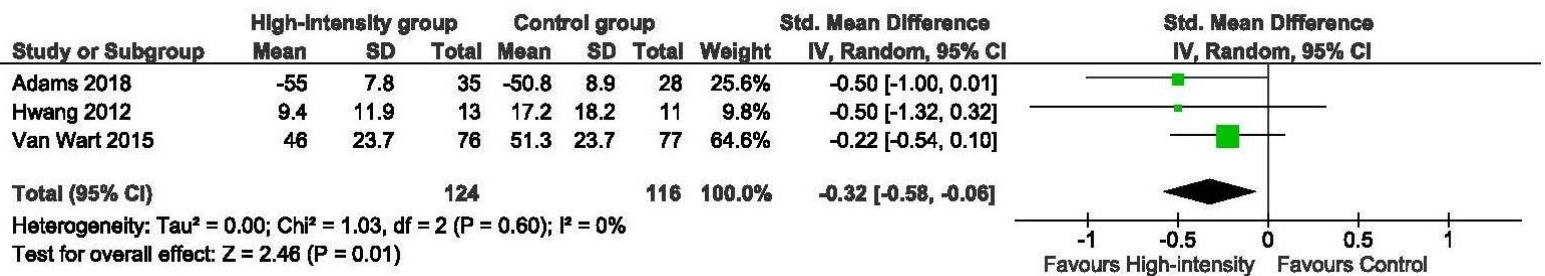 High-Intensity group Control group Std. Mean Difference Std. Mean Difference
Study or Subgroup Mean SD Total Mean SD Total Weight IV, Random, 95% CI IV, Random, 95% CI
Adams 2018 -55 7.8 35 -50.8 8.9 28 25.6% -0.50 [-1.00, 0.01]
Hwang 2012 9.4 11.9 13 17.2 18.2 11 9.8% -0.50 [-1.32, 0.32]
Van Wart 2015 46 23.7 76 51.3 23.7 77 64.6% -0.22 [-0.54, 0.10]
Total (95% CI) 124 116 100.0% -0.32 [-0.58, -0.06]
Heterogeneity: Tau² = 0.00; Chi² = 1.03, df = 2 (P = 0.60); I² = 0%
Test for overall effect: Z = 2.46 (P = 0.01)
-1 -0.5 0 0.5 1
Favours High-intensity Favours Control